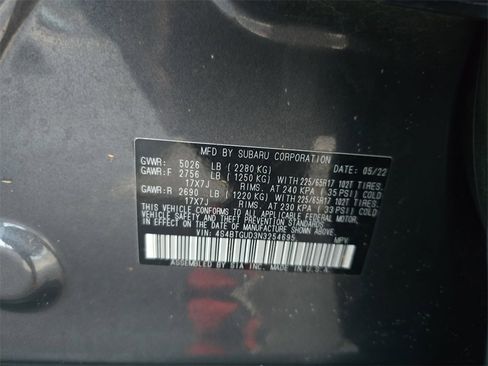 MFD BY SUBARU CORPORATION DATE: 05/22
GVWR: 5026 LB ( 2280 KG)
GAWR:F 2756 LB ( 1250 KG) WITH 225/65R17 102T TIRES,
17X7J RIMS, AT 240 KPA ( 35 PSI) COLD
GAWR:R 2690 LB ( 1220 KG) WITH 225/65R17 102T TIRES,
17X7J RIMS, AT 230 KPA ( 33 PSI) COLD
THIS VEHICLE CONFORMS TO ALL APPLICABLE U.S. FEDERAL MOTOR
VEHICLE SAFETY AND THEFT PREVENTION STANDARDS IN EFFECT
ON THE DATE OF MANUFACTURE SHOWN ABOVE.
VIN: 4S4BTGUD3N3254695 MPV
ASSEMBLED BY SIA INC. MADE IN U.S.A.